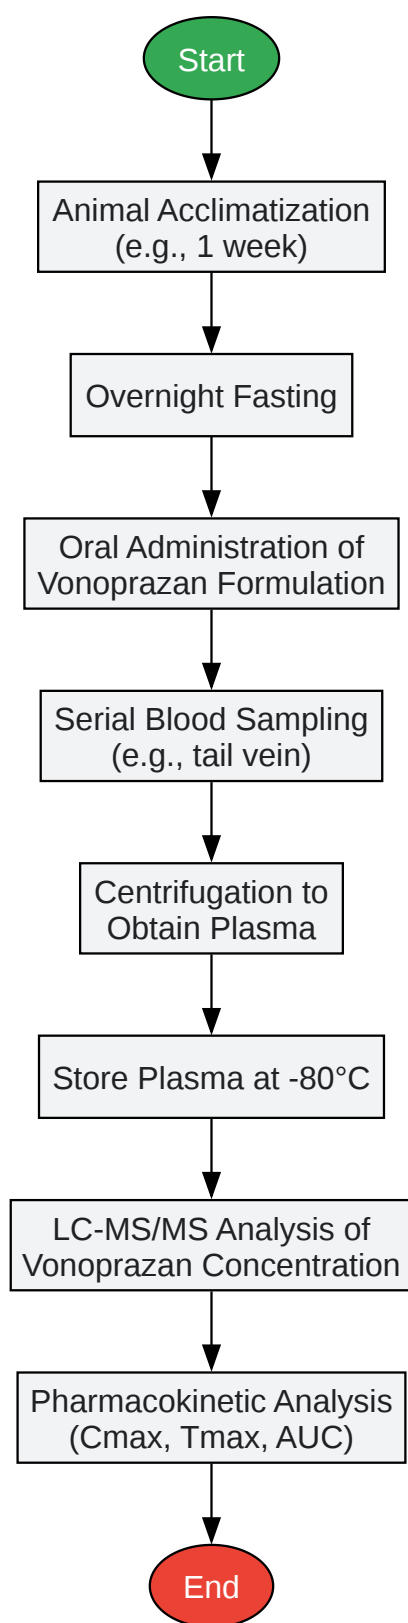 Start
Animal Acclimatization
(e.g., 1 week)
Overnight Fasting
Oral Administration of
Vonoprazan Formulation
Serial Blood Sampling
(e.g., tail vein)
Centrifugation to
Obtain Plasma
Store Plasma at -80°C
LC-MS/MS Analysis of
Vonoprazan Concentration
Pharmacokinetic Analysis
(Cmax, Tmax, AUC)
End